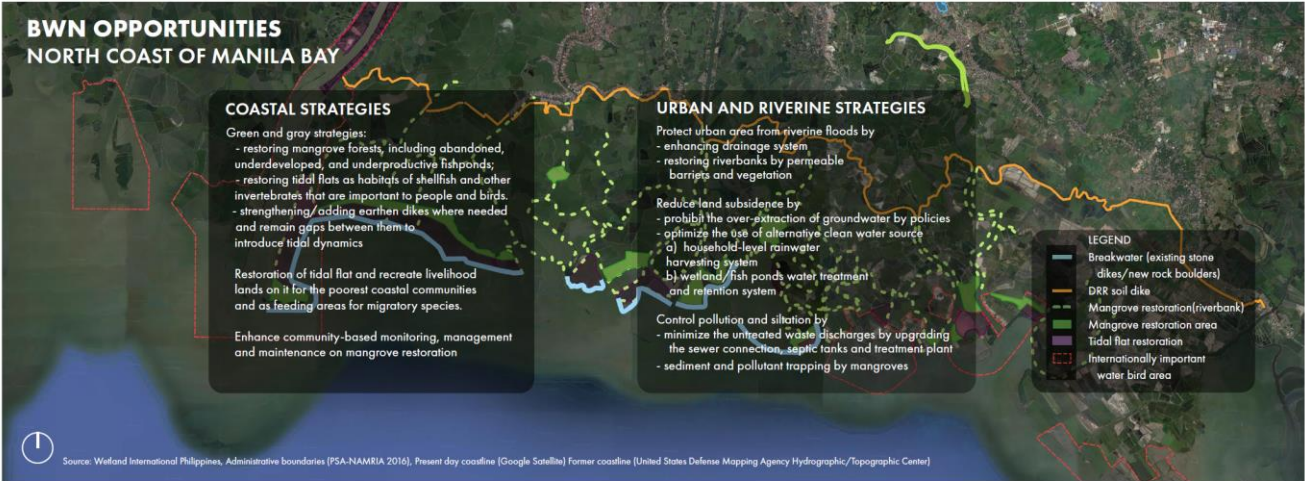 BWN OPPORTUNITIES
NORTH COAST OF MANILA BAY
COASTAL STRATEGIES
Green and gray strategies:
- restoring mangrove forests, including abandoned,
underdeveloped, and underproductive fishponds;
- restoring tidal flats as habitats of shellfish and other
invertebrates that are important to people and birds.
- strengthening/adding earthen dikes where needed
and remain gaps between them to
introduce tidal dynamics
Restoration of tidal flat and recreate livelihood
lands on it for the poorest coastal communities
and as feeding areas for migratory species.
Enhance community-based monitoring, management
and maintenance on mangrove restoration
URBAN AND RIVERINE STRATEGIES
Protect urban area from riverine floods by
- enhancing drainage system
- restoring riverbanks by permeable
barriers and vegetation
Reduce land subsidence by
- prohibit the over-extraction of groundwater by policies
- optimize the use of alternative clean water source
a) household-level rainwater
harvesting system
b) wetland/fish ponds water treatment
and retention system
Control pollution and siltation by
- minimize the untreated waste discharges by upgrading
the sewer connection, septic tanks and treatment plant
- sediment and pollutant trapping by mangroves
LEGEND
Breakwater (existing stone
dikes/new rock boulders)
DRR soil dike
Mangrove restoration(riverbank)
Mangrove restoration area
Tidal flat restoration
Internationally important
water bird area
Source: Wetland International Philippines, Administrative boundaries (PSA-NAMRIA 2016), Present day coastline (Google Satellite) Former coastline (United States Defense Mapping Agency Hydrographic/Topographic Center)